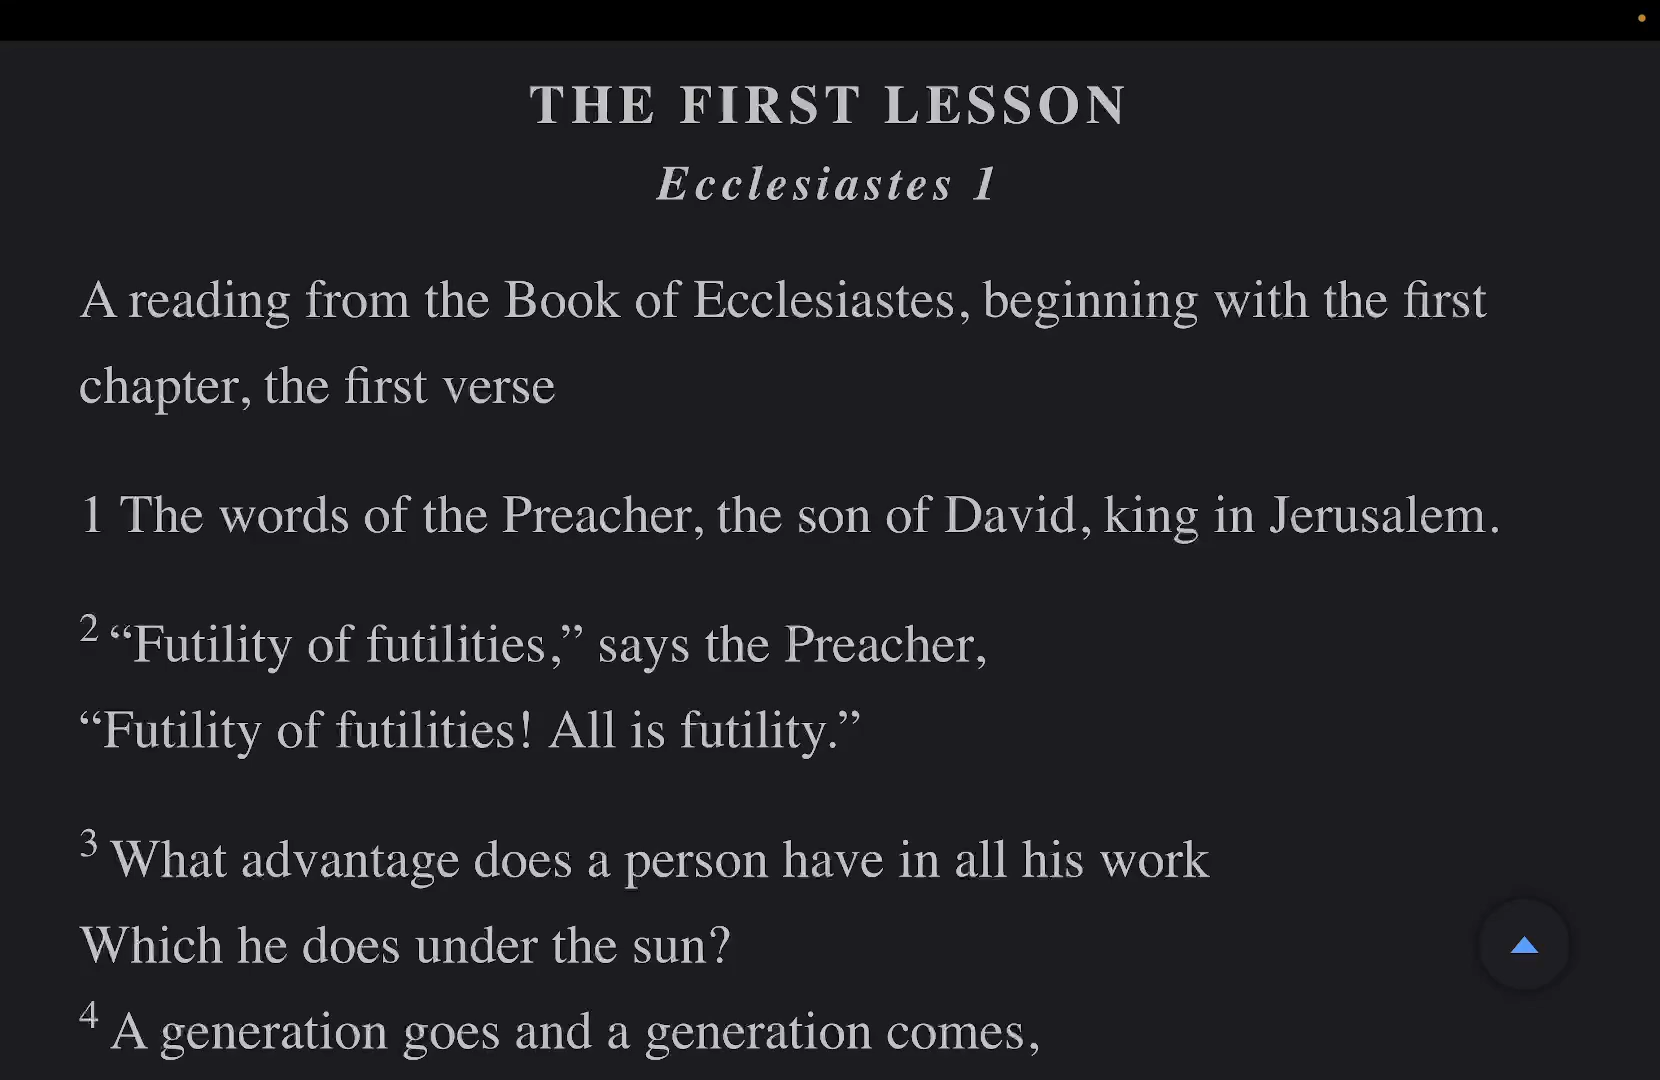 THE FIRST LESSON
Ecclesiastes 1
A reading from the Book of Ecclesiastes, beginning with the first
chapter, the first verse
1 The words of the Preacher, the son of David, king in Jerusalem.
2 “Futility of futilities,” says the Preacher,
“Futility of futilities! All is futility.”
3 What advantage does a person have in all his work
Which he does under the sun?
4 A generation goes and a generation comes,